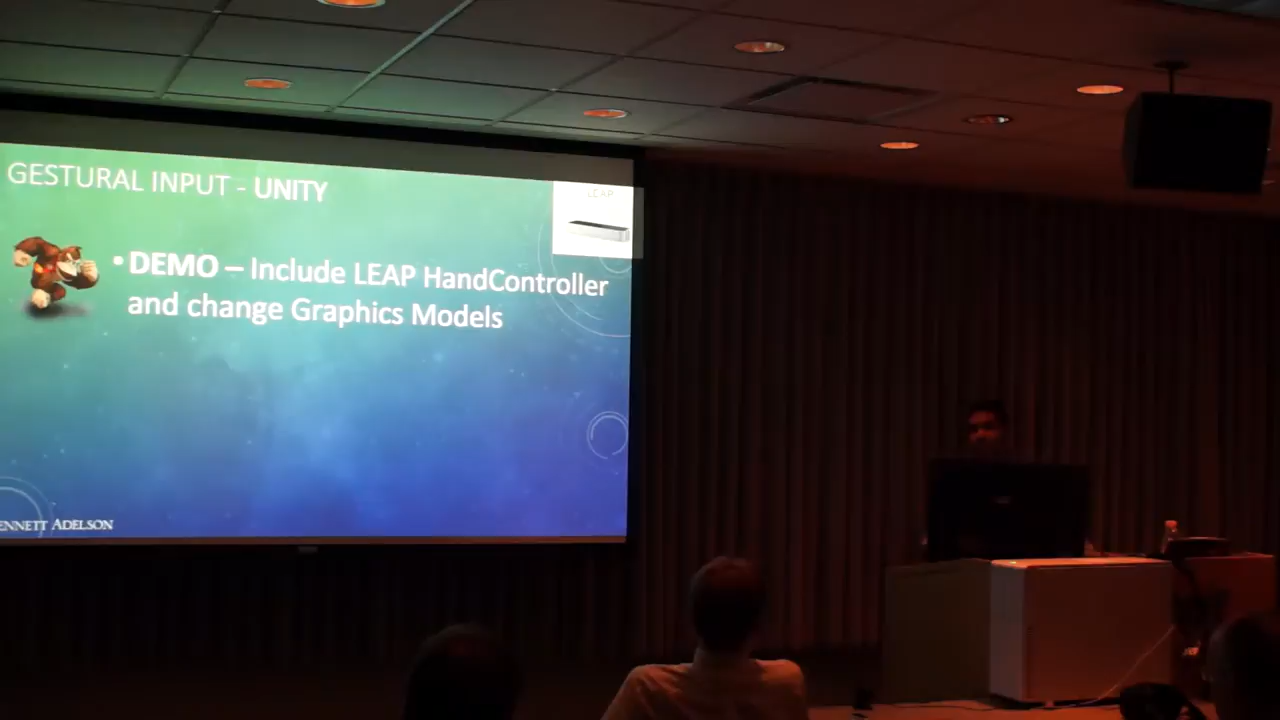 GESTURAL INPUT - UNITY
LEAP
• DEMO – Include LEAP HandController
and change Graphics Models
ENNETT ADELSON